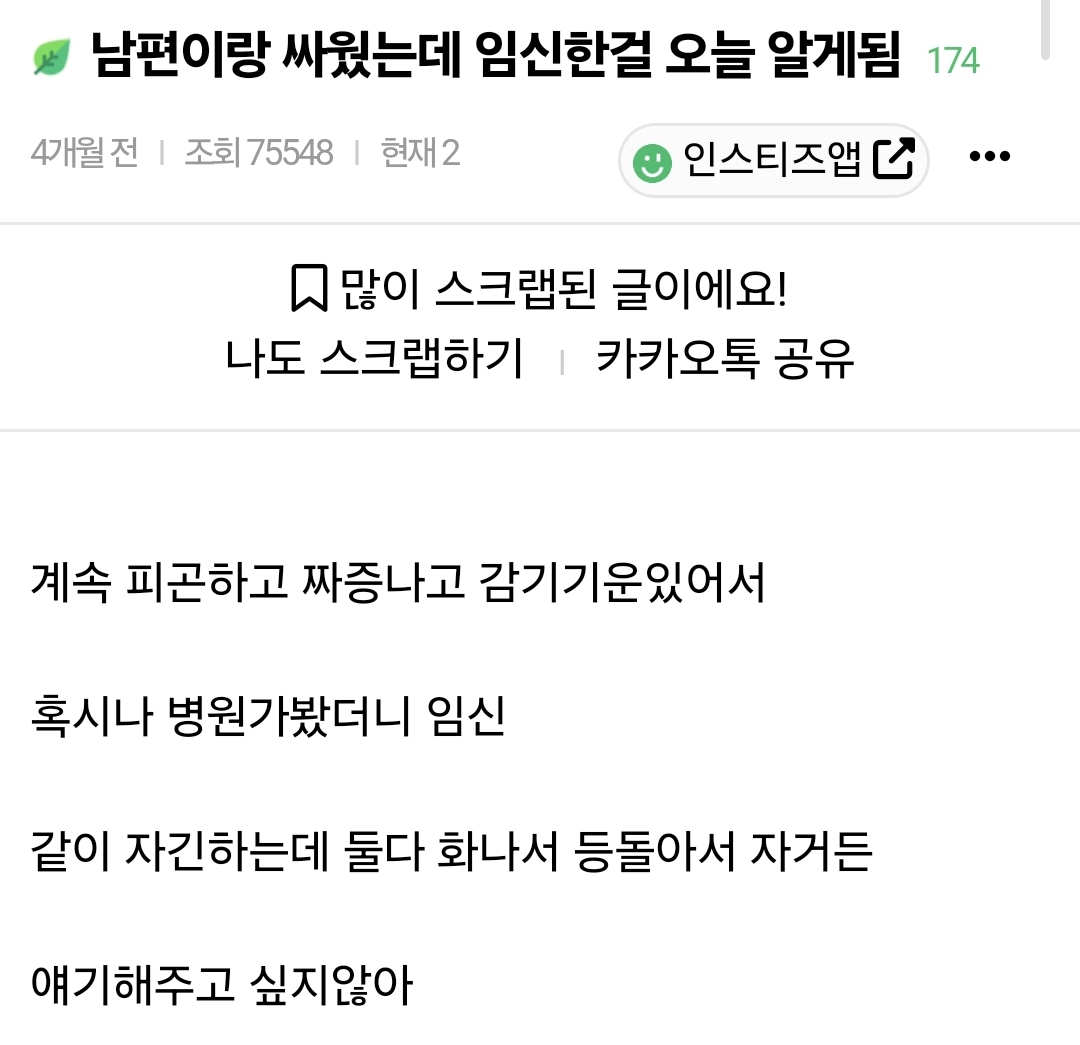 남편이랑 싸웠는데 임신한걸 오늘 알게됨 174
4개월 전 | 조회 75548 | 현재 2
인스티즈앱
많이 스크랩된 글이에요!
나도 스크랩하기 | 카카오톡 공유
계속 피곤하고 짜증나고 감기기운있어서
혹시나 병원가봤더니 임신
같이 자긴하는데 둘다 화나서 등돌아서 자거든
얘기해주고 싶지않아